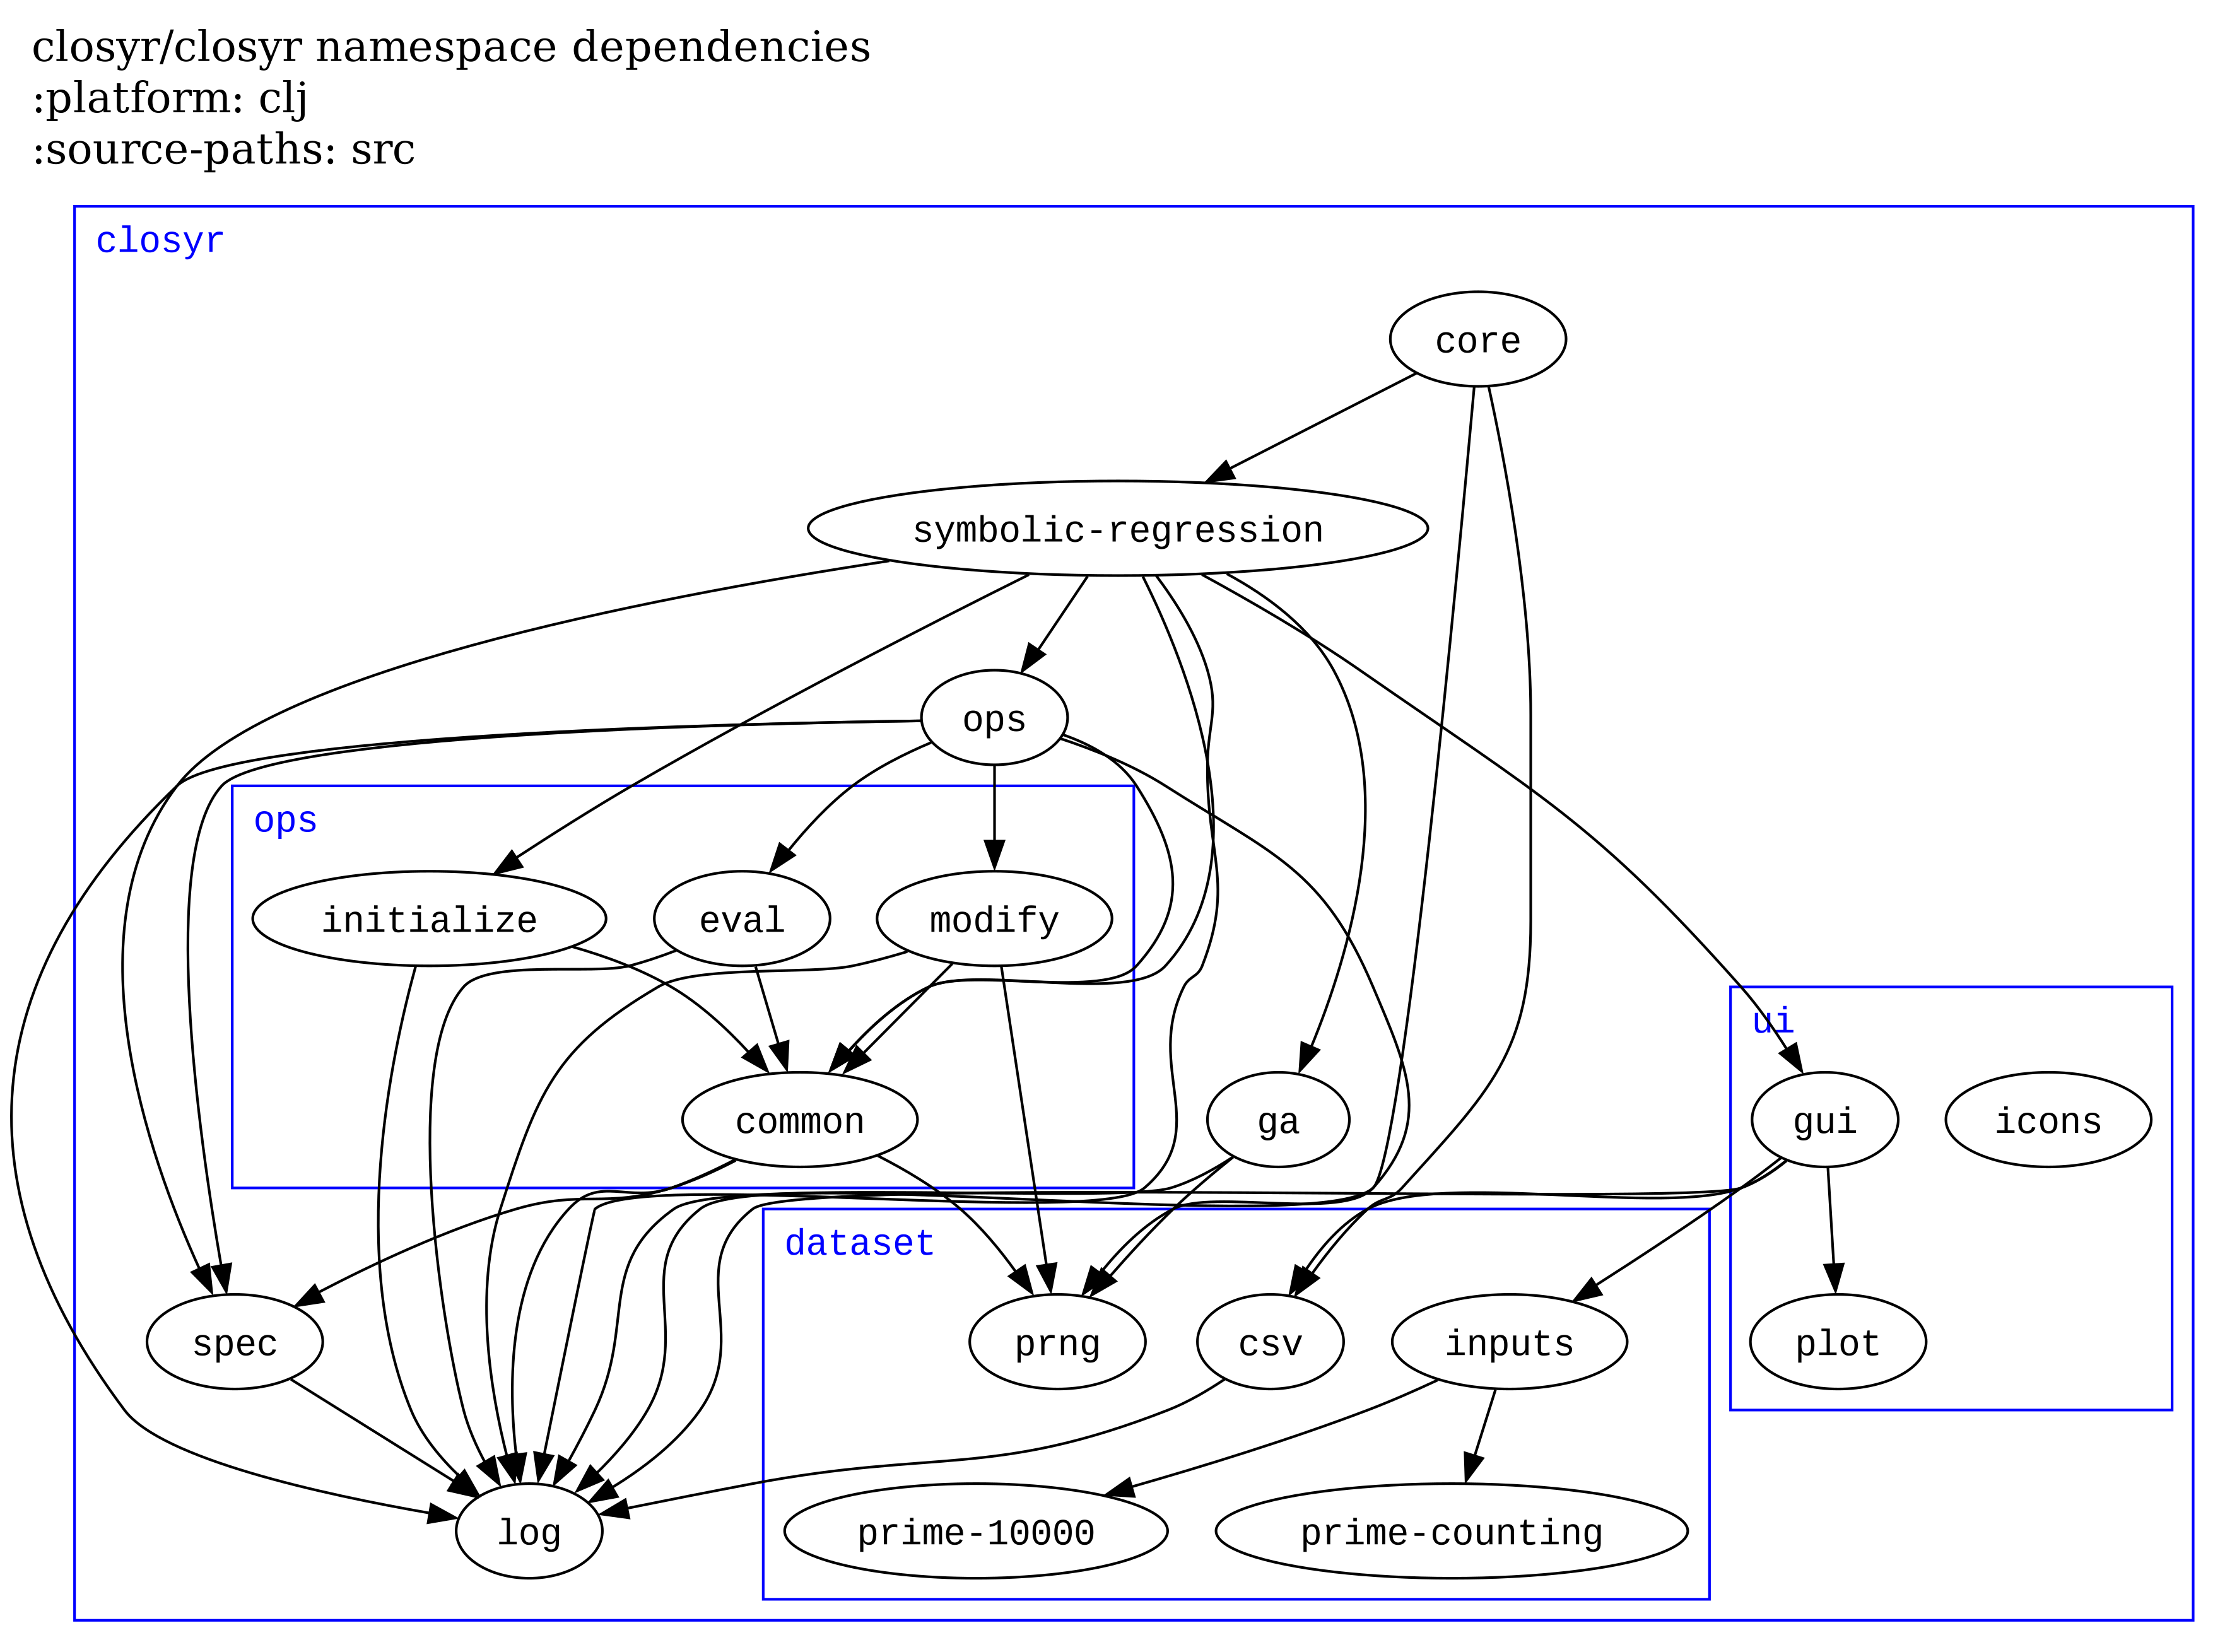 closyr/closyr namespace dependencies
:platform: clj
:source-paths: src
closyr
core
symbolic-regression
ops
ops
initialize
eval
modify
ui
common
ga
gui
icons
dataset
spec
prng
csv
inputs
plot
log
prime-10000
prime-counting